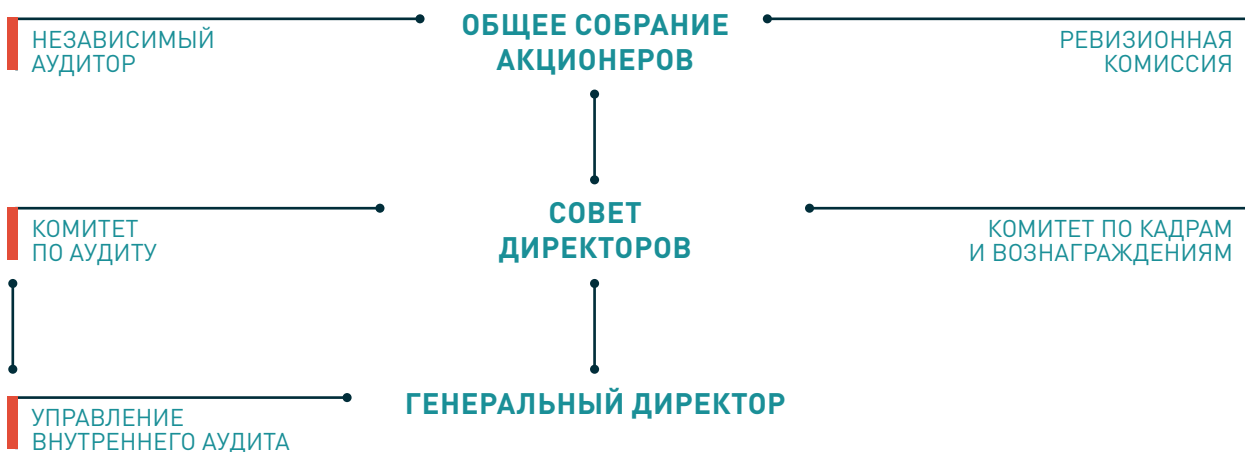 НЕЗАВИСИМЫЙ
АУДИТОР
ОБЩЕЕ СОБРАНИЕ
АКЦИОНЕРОВ
РЕВИЗИОННАЯ
КОМИССИЯ
КОМИТЕТ
ПО АУДИТУ
СОВЕТ
ДИРЕКТОРОВ
КОМИТЕТ ПО КАДРАМ
И ВОЗНАГРАЖДЕНИЯМ
УПРАВЛЕНИЕ
ВНУТРЕННЕГО АУДИТА
ГЕНЕРАЛЬНЫЙ ДИРЕКТОР